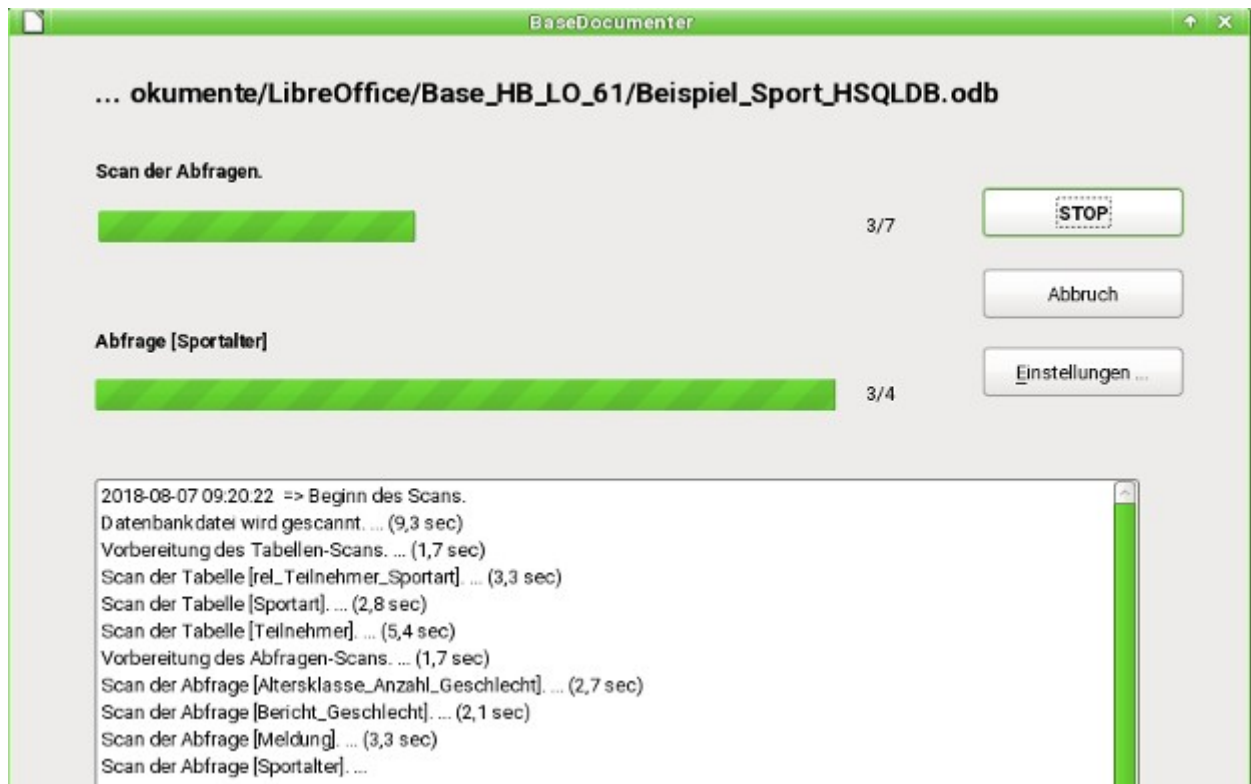 BaseDocumenter
... okumente/LibreOffice/Base_HB_LO_61/Beispiel_Sport_HSQLDB.odb
Scan der Abfragen.
3/7
STOP
Abbruch
Abfrage [Sportalter]
3/4
Einstellungen ...
2018-08-07 09:20:22 => Beginn des Scans.
Datenbankdatei wird gescannt. ... (9,3 sec)
Vorbereitung des Tabellen-Scans. ... (1,7 sec)
Scan der Tabelle [rel_Teilnehmer_Sportart]. ... (3,3 sec)
Scan der Tabelle [Sportart]. ... (2,8 sec)
Scan der Tabelle [Teilnehmer]. ... (5,4 sec)
Vorbereitung des Abfragen-Scans. ... (1,7 sec)
Scan der Abfrage [Altersklasse_Anzahl_Geschlecht]. ... (2,7 sec)
Scan der Abfrage [Bericht_Geschlecht]. ... (2,1 sec)
Scan der Abfrage [Meldung]. ... (3,3 sec)
Scan der Abfrage [Sportalter]. ...